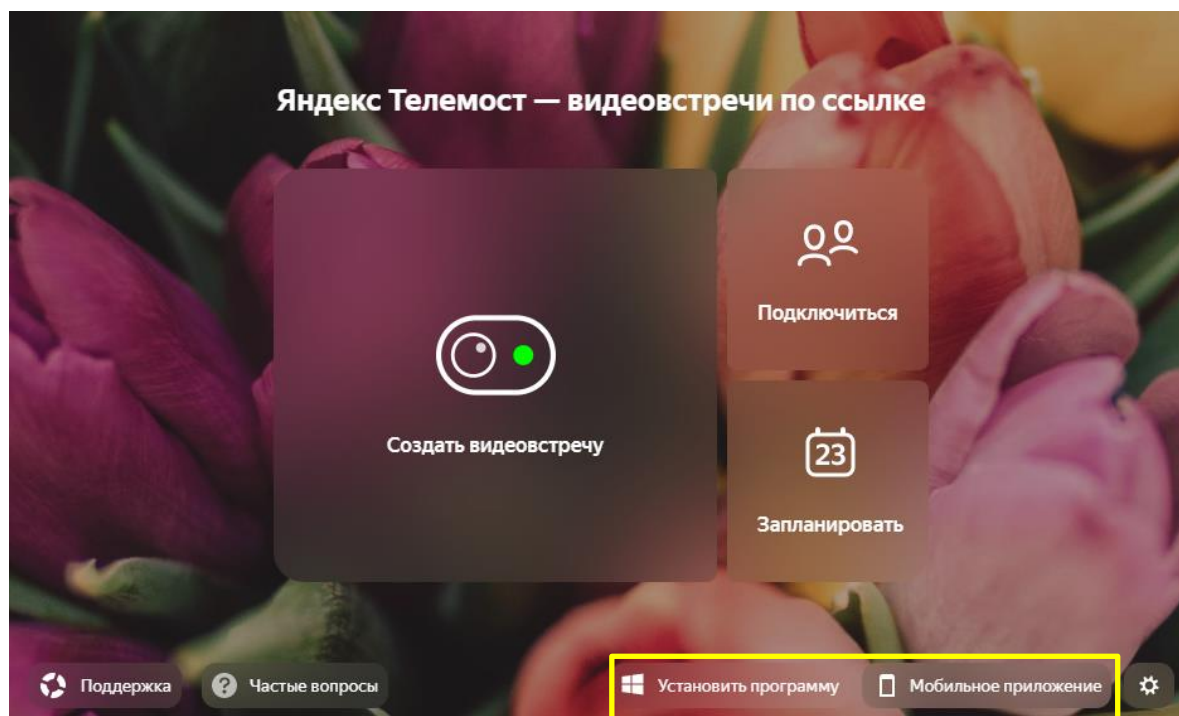 Яндекс Телемост — видеовстречи по ссылке
Создать видеовстречу
Подключиться
23
Запланировать
Поддержка
? Частые вопросы
Установить программу
Мобильное приложение